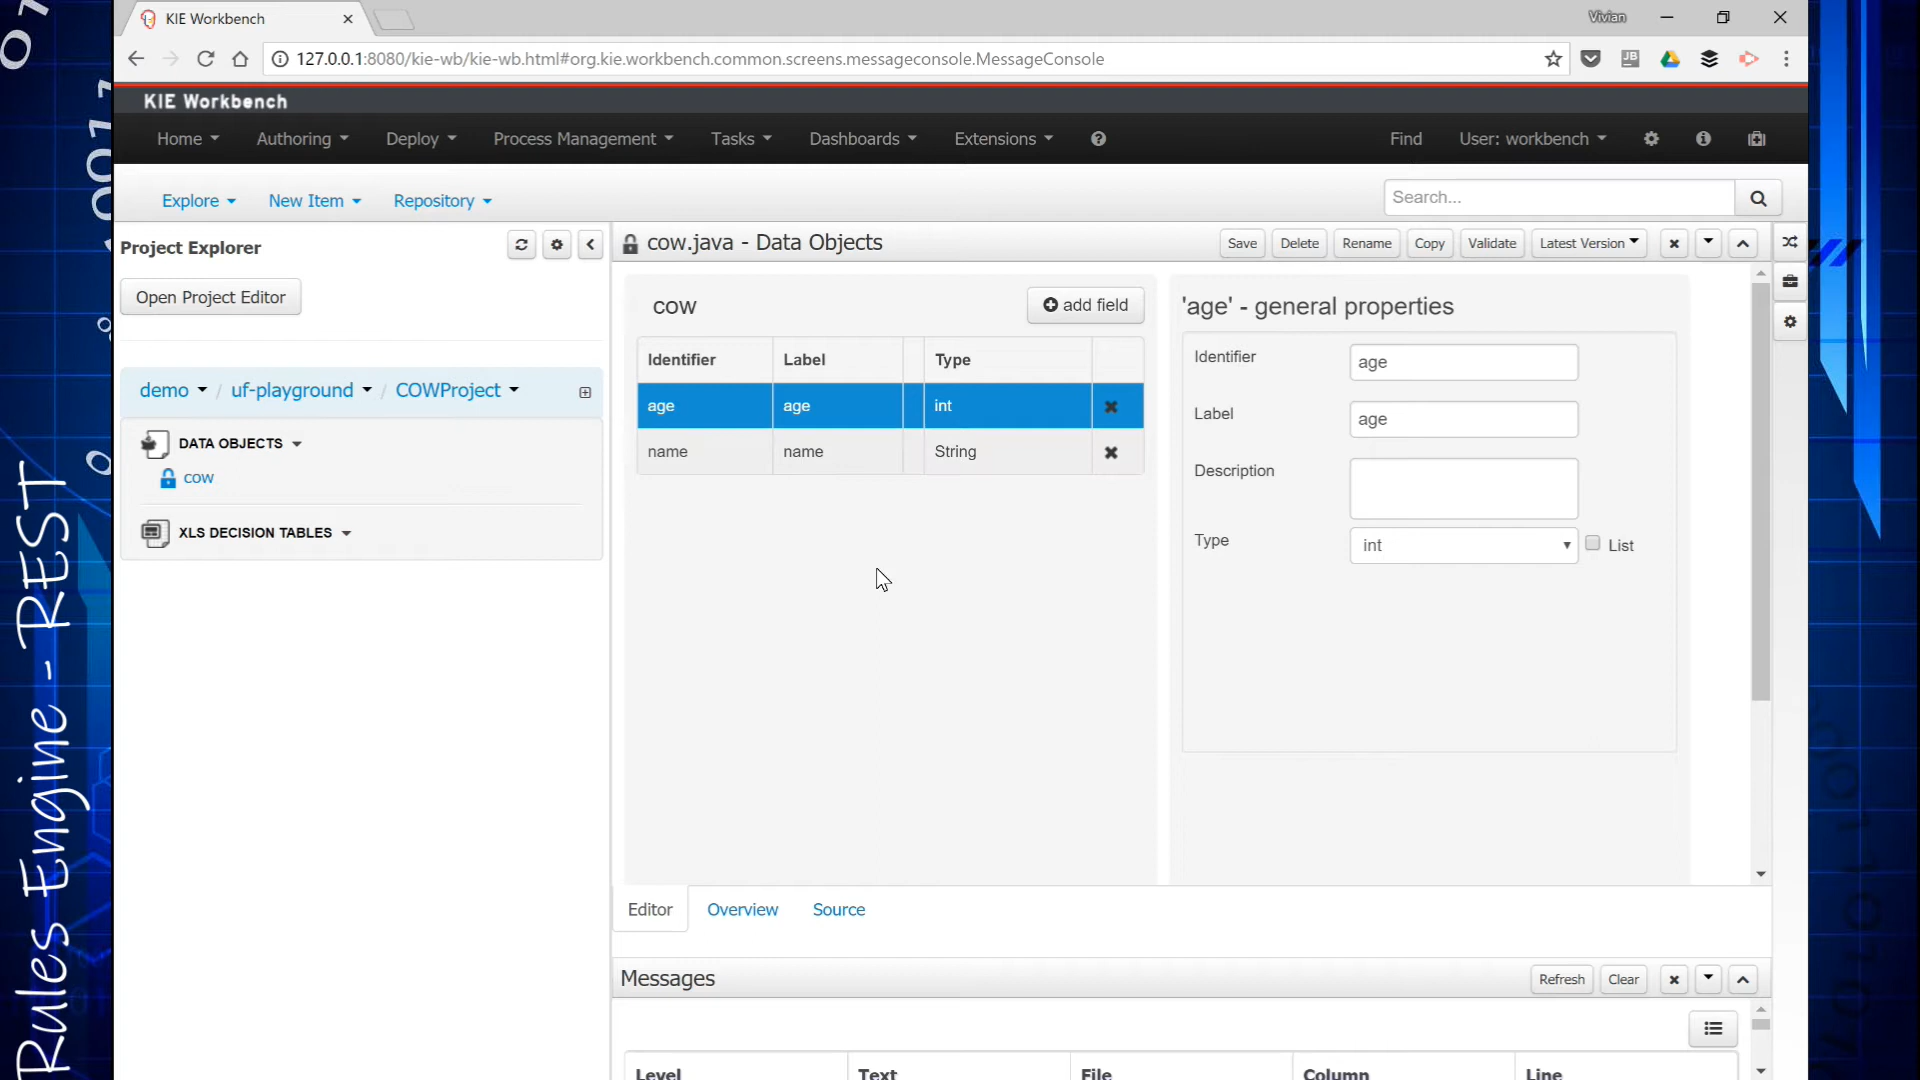 KIE Workbench
Vivian
127.0.0.1:8080/kie-wb/kie-wb.html#org.kie.workbench.common.screens.messageconsole.MessageConsole
KIE Workbench
Home Authoring Deploy Process Management Tasks Dashboards Extensions Find User: workbench
Explore New Item Repository Search...
Project Explorer
Open Project Editor
demo / uf-playground / COWProject
DATA OBJECTS
cow
XLS DECISION TABLES
cow.java - Data Objects Save Delete Rename Copy Validate Latest Version
cow add field
Identifier Label Type
age age int
name name String
'age' - general properties
Identifier age
Label age
Description
Type int List
Editor Overview Source
Messages Refresh Clear
Level Text File Column Line
Rules Engine - REST